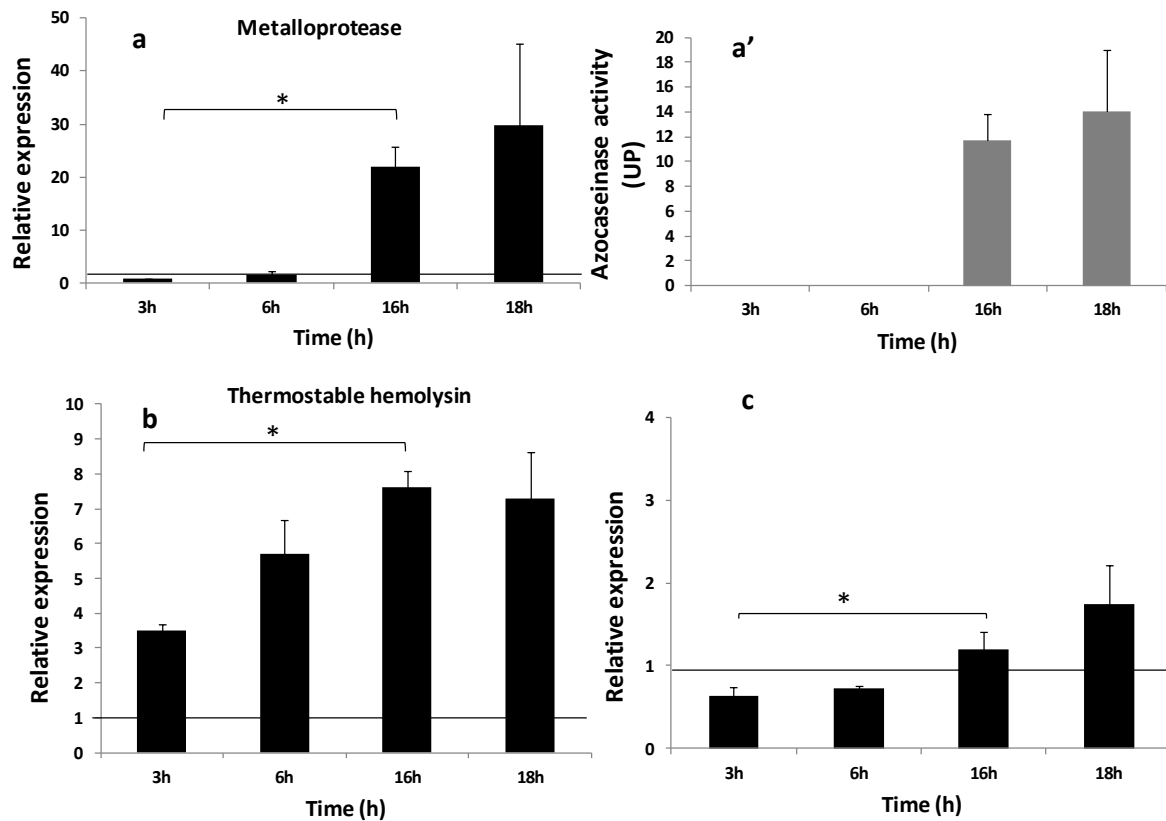 a
Metalloprotease
Relative expression
50
40
30
20
10
0
*
3h
6h
16h
18h
Time (h)
a’
Azocaseinase activity
(UP)
20
18
16
14
12
10
8
6
4
2
0
3h
6h
16h
18h
Time (h)
b
Thermostable hemolysin
Relative expression
10
9
8
7
6
5
4
3
2
1
0
*
3h
6h
16h
18h
Time (h)
c
Relative expression
4
3
2
1
0
*
3h
6h
16h
18h
Time (h)